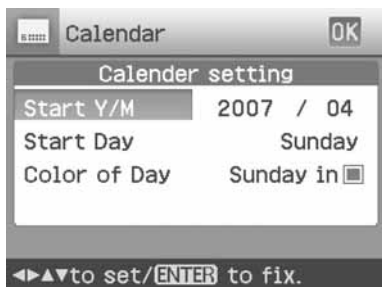 Calendar OK
Calender setting
Start Y/M 2007 / 04
Start Day Sunday
Color of Day Sunday in
◄►▲▼to set/ENTER to fix.